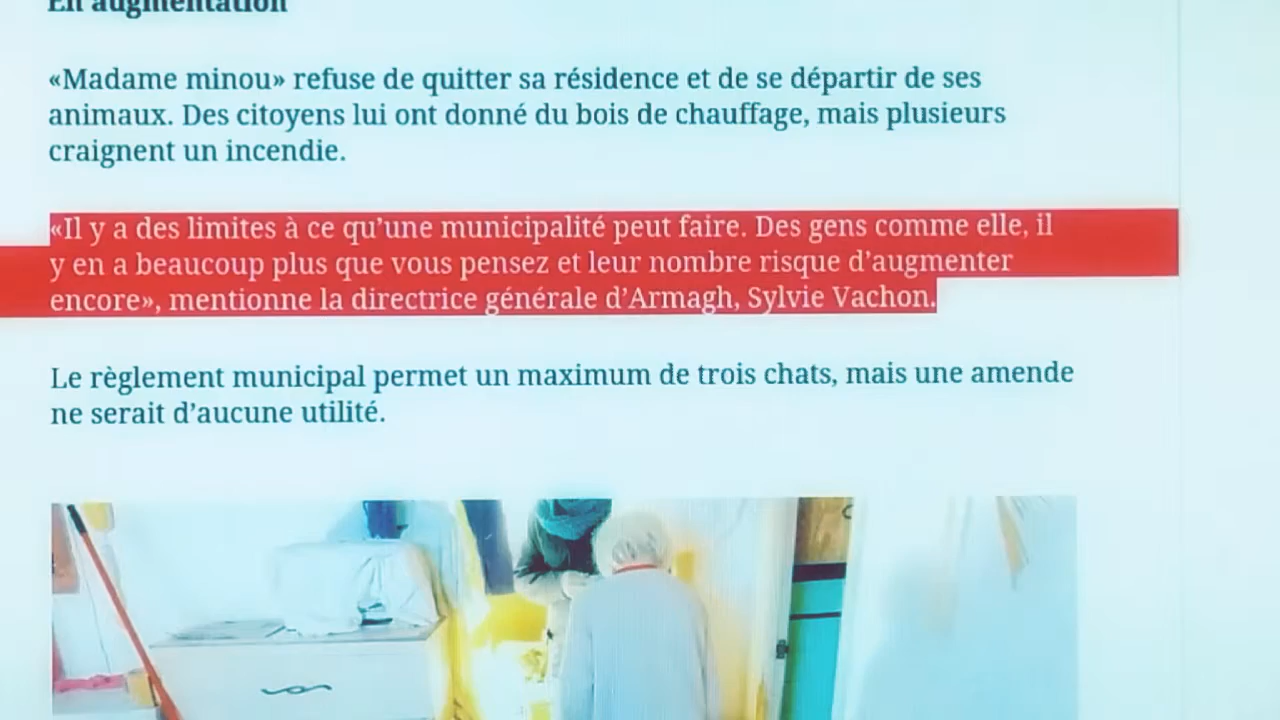 En augmentation
«Madame minou» refuse de quitter sa résidence et de se départir de ses
animaux. Des citoyens lui ont donné du bois de chauffage, mais plusieurs
craignent un incendie.
«Il y a des limites à ce qu’une municipalité peut faire. Des gens comme elle, il
y en a beaucoup plus que vous pensez et leur nombre risque d’augmenter
encore», mentionne la directrice générale d’Armagh, Sylvie Vachon.
Le règlement municipal permet un maximum de trois chats, mais une amende
ne serait d’aucune utilité.